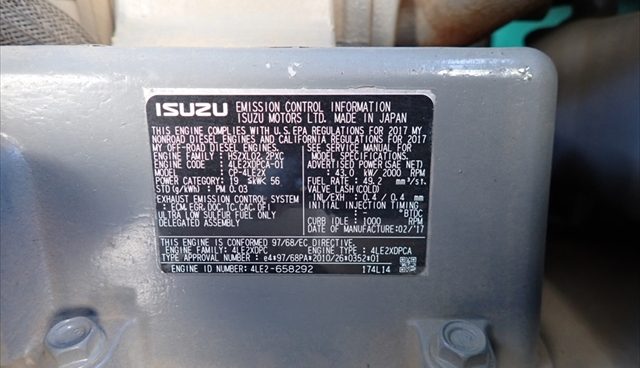 ISUZU EMISSION CONTROL INFORMATION
ISUZU MOTORS LTD. MADE IN JAPAN
THIS ENGINE COMPLIES WITH U.S.EPA REGULATIONS FOR 2017 MY
NONROAD DIESEL ENGINES AND CALIFORNIA REGULATIONS FOR 2017
MY OFF-ROAD DIESEL ENGINES.
ENGINE FAMILY : HSZXL02.2PXC
ENGINE CODE : 4LE2XDPCA-01
MODEL : CP-4LE2X
POWER CATEGORY : 19 ≤kW< 56
STD.(g/kWh) : PM 0.03
EXHAUST EMISSION CONTROL SYSTEM
: ECM,EGR,DOC,TC,CAC,DFI
ULTRA LOW SULFUR FUEL ONLY
DELEGATED ASSEMBLY
SEE SERVICE MANUAL FOR MAINTENANCE.
ADVERTISED POWER (SAE NET)
: 43.0 kW/ 2000 RPM
FUEL RATE : 49.2 mm³/st.
VALVE LASH (COLD)
IN/EXH : 0.4 / 0.4 mm
INITIAL INJECTION TIMING
: -- °BTDC
CURB IDLE : 1000 RPM
DATE OF MANUFACTURE:02/'17
THIS ENGINE IS CONFORMED 97/68/EC DIRECTIVE.
ENGINE FAMILY : 4LE2XDPC ENGINE TYPE : 4LE2XDPCA
TYPE APPROVAL NUMBER : e4*97/68PA*2010/26*0352*01
ENGINE ID NUMBER : 4LE2-658292 174L14